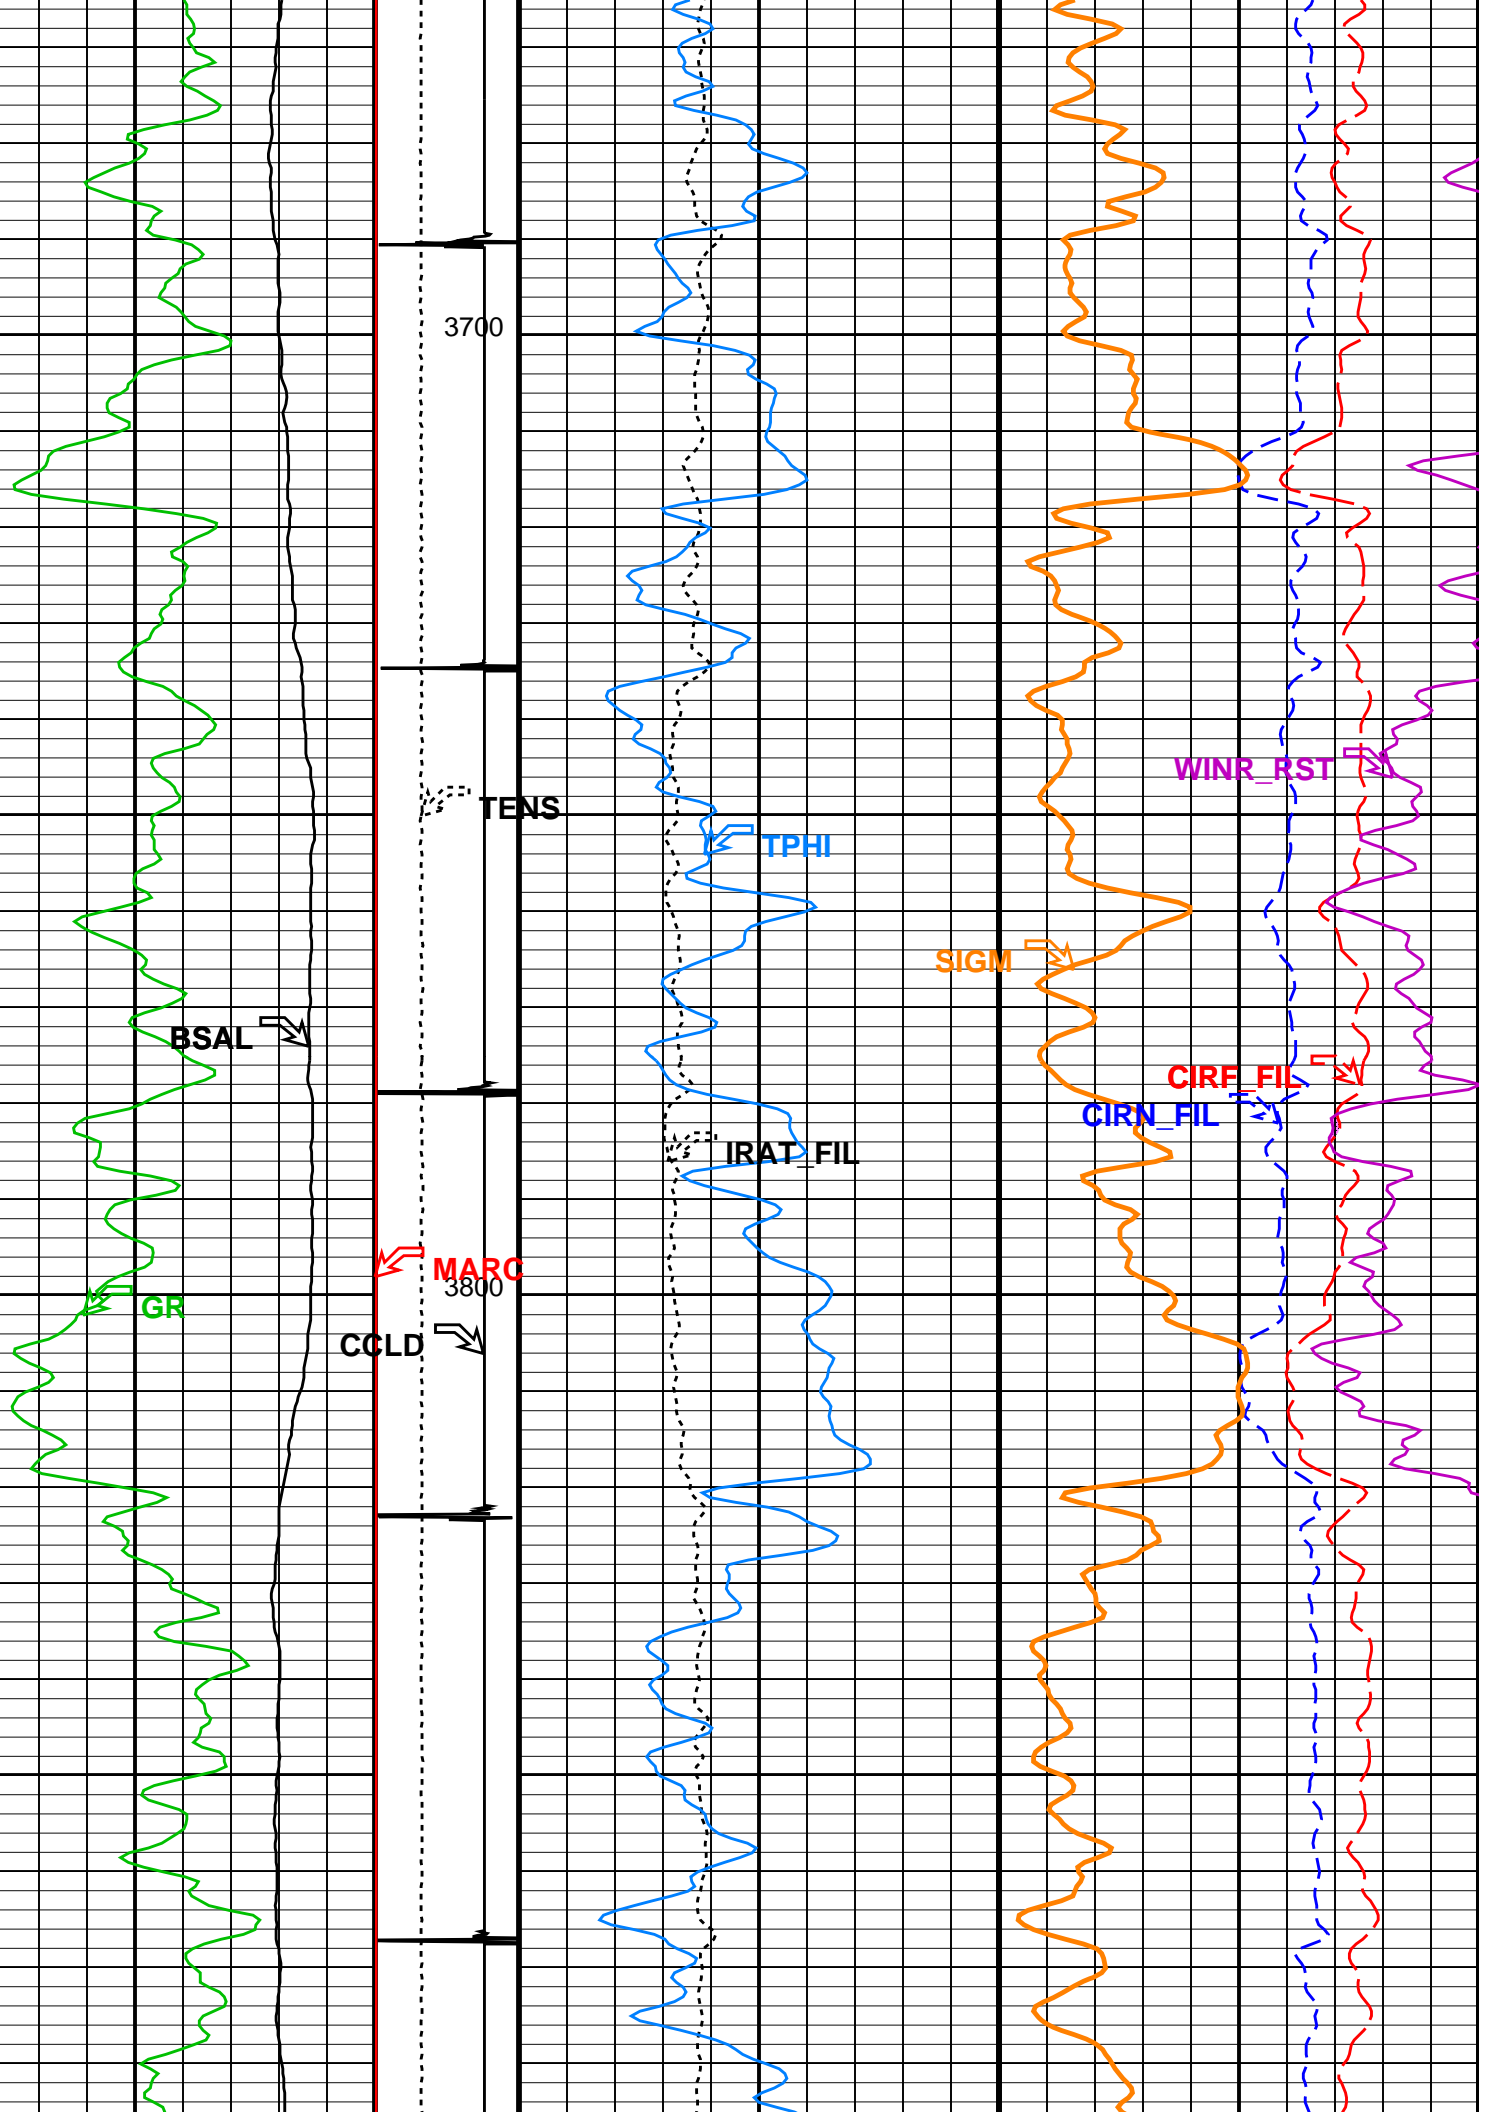 3700
WINR_RST
TENS
TPHI
SIGM
BSAL
CIRF_FIL
CIRN_FIL
IRAT_FIL
MARC
3800
GR
CCLD